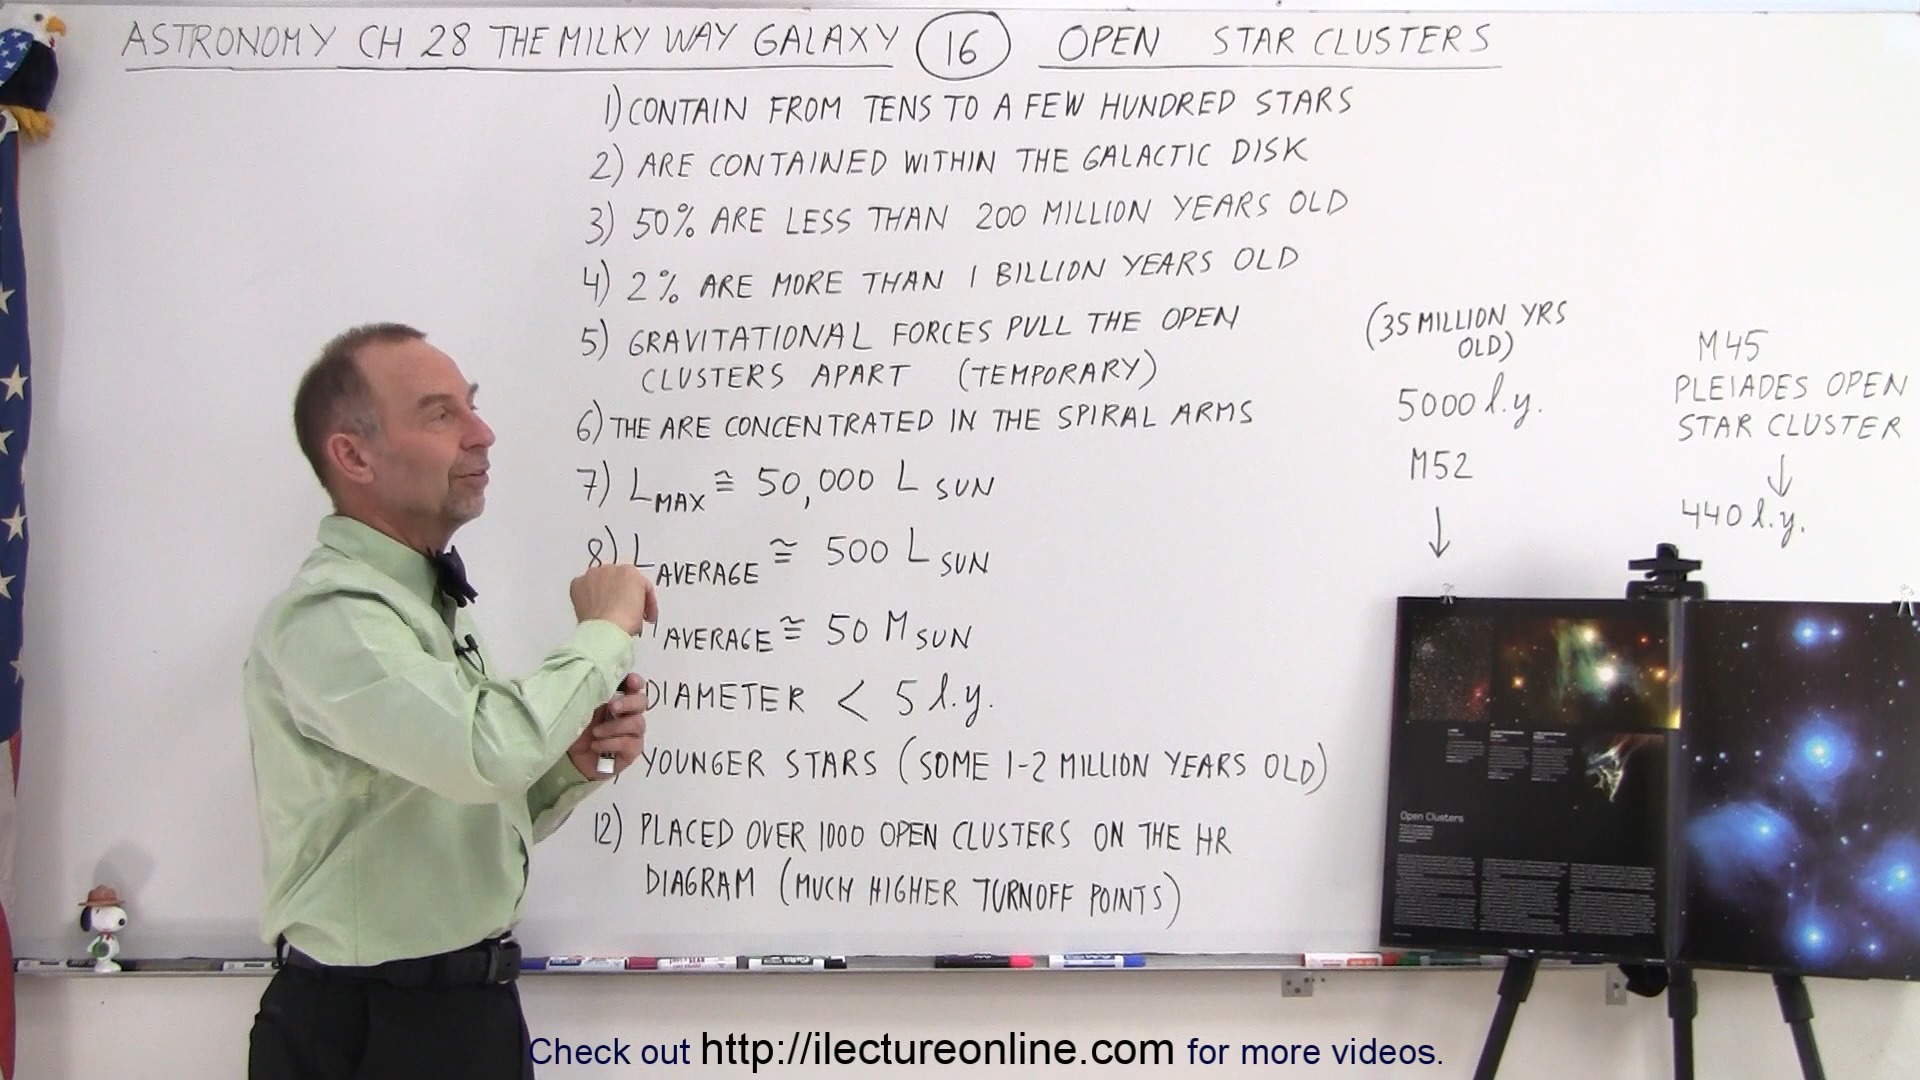 ASTRONOMY CH 28 THE MILKY WAY GALAXY 16 OPEN STAR CLUSTERS
1) CONTAIN FROM TENS TO A FEW HUNDRED STARS
2) ARE CONTAINED WITHIN THE GALACTIC DISK
3) 50% ARE LESS THAN 200 MILLION YEARS OLD
4) 2% ARE MORE THAN 1 BILLION YEARS OLD
5) GRAVITATIONAL FORCES PULL THE OPEN
CLUSTERS APART (TEMPORARY)
6) THE ARE CONCENTRATED IN THE SPIRAL ARMS
7) L MAX ≅ 50,000 L SUN
8) L AVERAGE ≅ 500 L SUN
M AVERAGE ≅ 50 M SUN
DIAMETER < 5 l.y.
YOUNGER STARS (SOME 1-2 MILLION YEARS OLD)
12) PLACED OVER 1000 OPEN CLUSTERS ON THE HR
DIAGRAM (MUCH HIGHER TURNOFF POINTS)
(35 MILLION YRS
OLD)
5000 l.y.
M52
↓
M45
PLEIADES OPEN
STAR CLUSTER
↓
440 l.y.
Open Clusters
Check out http://ilectureonline.com for more videos.